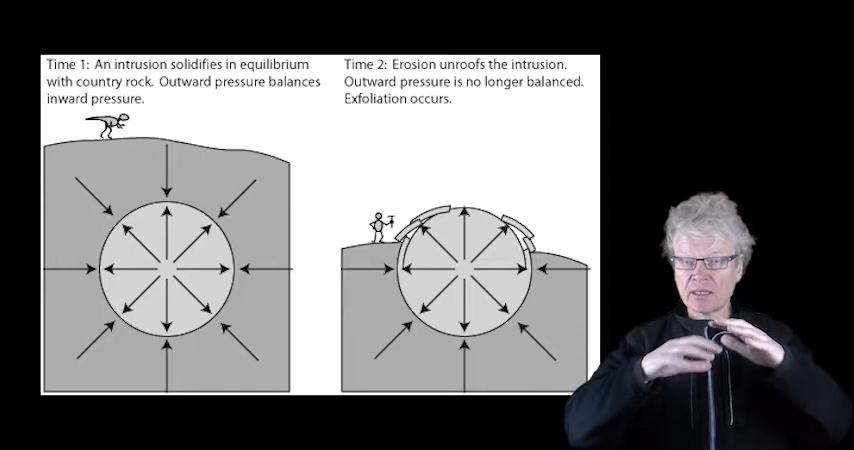 Time 1: An intrusion solidifies in equilibrium
with country rock. Outward pressure balances
inward pressure.
Time 2: Erosion unroofs the intrusion.
Outward pressure is no longer balanced.
Exfoliation occurs.